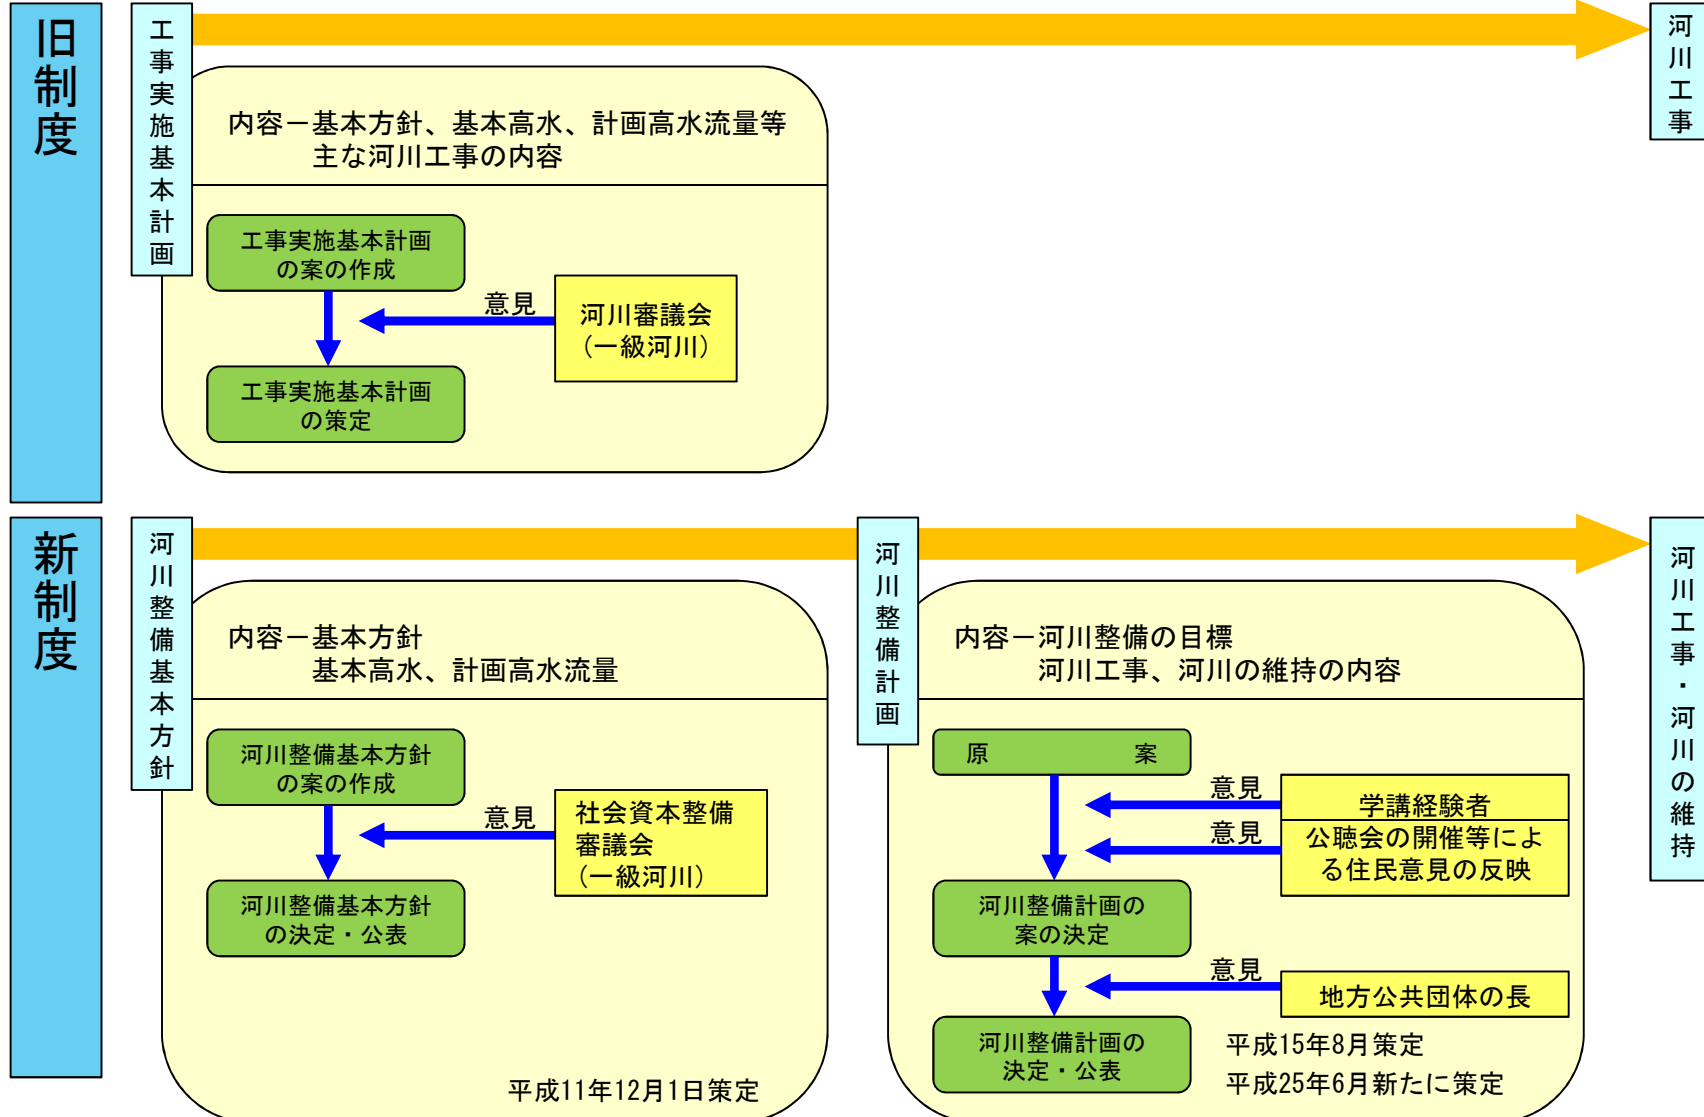 旧制度
工事実施基本計画
河川工事
内容－基本方針、基本高水、計画高水流量等
主な河川工事の内容
工事実施基本計画
の案の作成
意見
河川審議会
（一級河川）
工事実施基本計画
の策定
新制度
河川整備基本方針
内容－基本方針
基本高水、計画高水流量
河川整備基本方針
の案の作成
意見
社会資本整備
審議会
（一級河川）
河川整備基本方針
の決定・公表
平成11年12月1日策定
河川整備計画
内容－河川整備の目標
河川工事、河川の維持の内容
原　案
意見
学講経験者
意見
公聴会の開催等によ
る住民意見の反映
河川整備計画の
案の決定
意見
地方公共団体の長
河川整備計画の
決定・公表
平成15年8月策定
平成25年6月新たに策定
河川工事・河川の維持